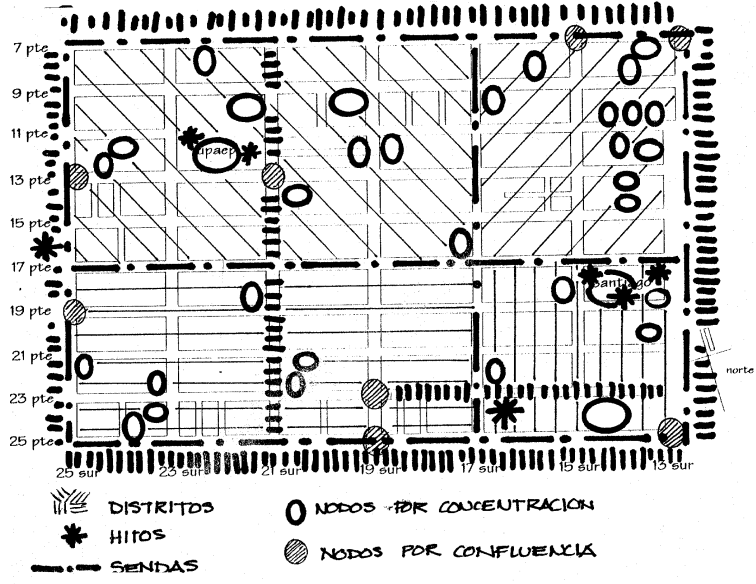 7 pte
9 pte
11 pte
upaep
13 pte
15 pte
17 pte
Santiago
19 pte
21 pte
norte
23 pte
25 pte
25 sur 23 sur 21 sur 19 sur 17 sur 15 sur 13 sur
DISTRITOS
NODOS POR CONCENTRACION
HITOS
NODOS POR CONFLUENCIA
SENDAS